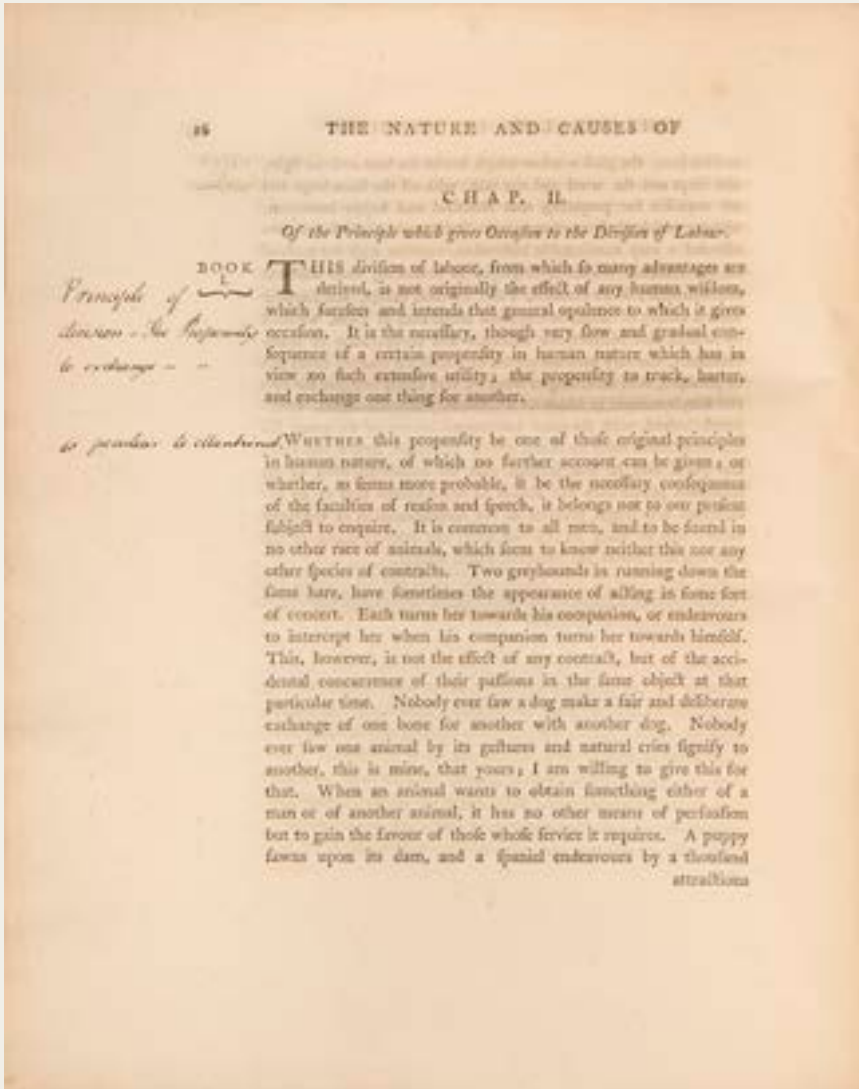 16 THE NATURE AND CAUSES OF
CHAP. II.
Of the Principle which gives Occaſion to the Diviſion of Labour.
BOOK
I.
THIS diviſion of labour, from which ſo many advantages are
derived, is not originally the effect of any human wiſdom,
which foreſees and intends that general opulence to which it gives
occaſion. It is the neceſſary, though very ſlow and gradual con-
ſequence of a certain propenſity in human nature which has in
view no ſuch extenſive utility; the propenſity to truck, barter,
and exchange one thing for another.
Principle of
division - the Propensity
to exchange - -
WHETHER this propenſity be one of thoſe original principles
in human nature, of which no further account can be given; or
whether, as ſeems more probable, it be the neceſſary conſequence
of the faculties of reaſon and ſpeech, it belongs not to our preſent
ſubject to enquire. It is common to all men, and to be found in
no other race of animals, which ſeem to know neither this nor any
other ſpecies of contracts. Two greyhounds in running down the
ſame hare, have ſometimes the appearance of acting in ſome ſort
of concert. Each turns her towards his companion, or endeavours
to intercept her when his companion turns her towards himſelf.
This, however, is not the effect of any contract, but of the acci-
dental concurrence of their paſſions in the ſame object at that
particular time. Nobody ever ſaw a dog make a fair and deliberate
exchange of one bone for another with another dog. Nobody
ever ſaw one animal by its geſtures and natural cries ſignify to
another, this is mine, that yours; I am willing to give this for
that. When an animal wants to obtain ſomething either of a
man or of another animal, it has no other means of perſuaſion
but to gain the favour of thoſe whoſe ſervice it requires. A puppy
fawns upon its dam, and a ſpaniel endeavours by a thouſand
attractions
peculiar to Mankind